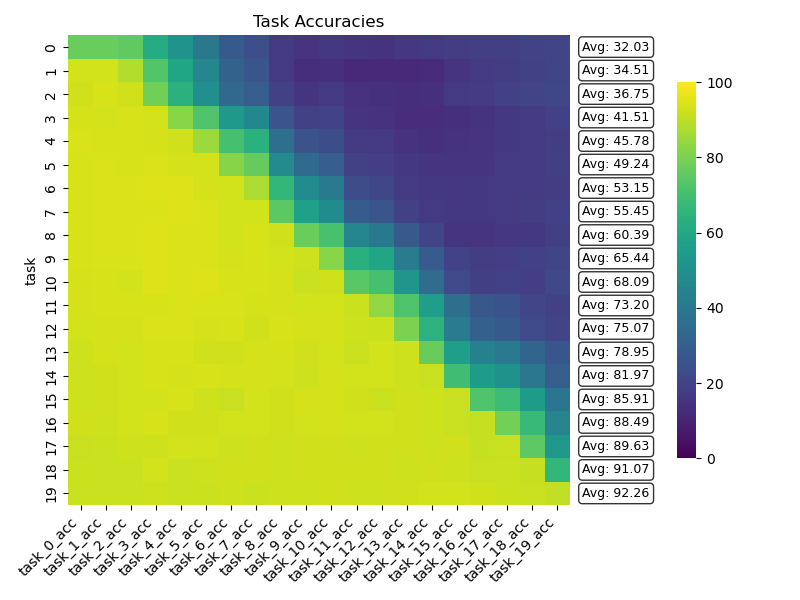 Task Accuracies
task
0 Avg: 32.03
1 Avg: 34.51
2 Avg: 36.75
3 Avg: 41.51
4 Avg: 45.78
5 Avg: 49.24
6 Avg: 53.15
7 Avg: 55.45
8 Avg: 60.39
9 Avg: 65.44
10 Avg: 68.09
11 Avg: 73.20
12 Avg: 75.07
13 Avg: 78.95
14 Avg: 81.97
15 Avg: 85.91
16 Avg: 88.49
17 Avg: 89.63
18 Avg: 91.07
19 Avg: 92.26
task_0_acc
task_1_acc
task_2_acc
task_3_acc
task_4_acc
task_5_acc
task_6_acc
task_7_acc
task_8_acc
task_9_acc
task_10_acc
task_11_acc
task_12_acc
task_13_acc
task_14_acc
task_15_acc
task_16_acc
task_17_acc
task_18_acc
task_19_acc
100
80
60
40
20
0